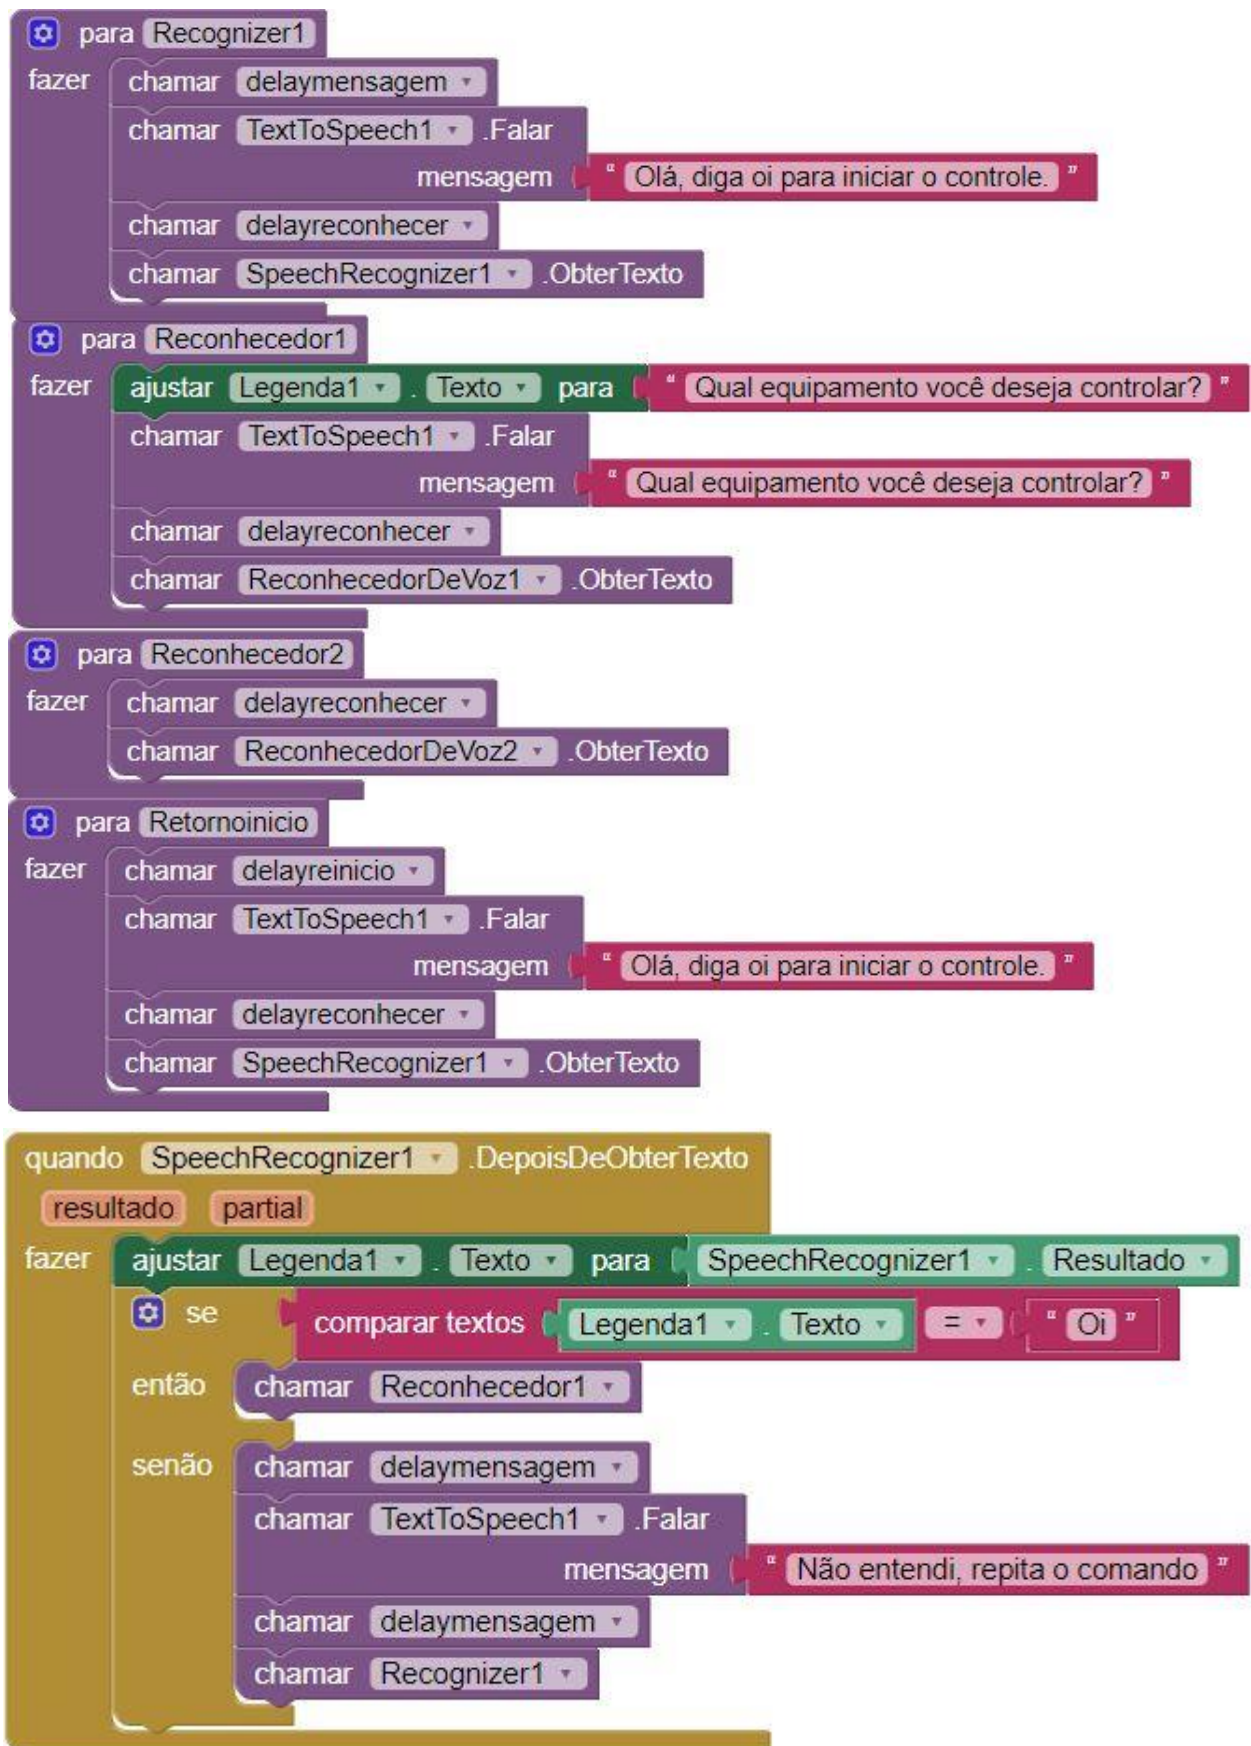 para Recognizer1
fazer chamar delaymensagem
chamar TextToSpeech1 .Falar
mensagem " Olá, diga oi para iniciar o controle. "
chamar delayreconhecer
chamar SpeechRecognizer1 .ObterTexto
para Reconhecedor1
fazer ajustar Legenda1 . Texto para " Qual equipamento você deseja controlar? "
chamar TextToSpeech1 .Falar
mensagem " Qual equipamento você deseja controlar? "
chamar delayreconhecer
chamar ReconhecedorDeVoz1 .ObterTexto
para Reconhecedor2
fazer chamar delayreconhecer
chamar ReconhecedorDeVoz2 .ObterTexto
para Retornoinicio
fazer chamar delayreinicio
chamar TextToSpeech1 .Falar
mensagem " Olá, diga oi para iniciar o controle. "
chamar delayreconhecer
chamar SpeechRecognizer1 .ObterTexto
quando SpeechRecognizer1 .DepoisDeObterTexto
resultado partial
fazer ajustar Legenda1 . Texto para SpeechRecognizer1 . Resultado
se comparar textos Legenda1 . Texto = " Oi "
então chamar Reconhecedor1
senão chamar delaymensagem
chamar TextToSpeech1 .Falar
mensagem " Não entendi, repita o comando "
chamar delaymensagem
chamar Recognizer1